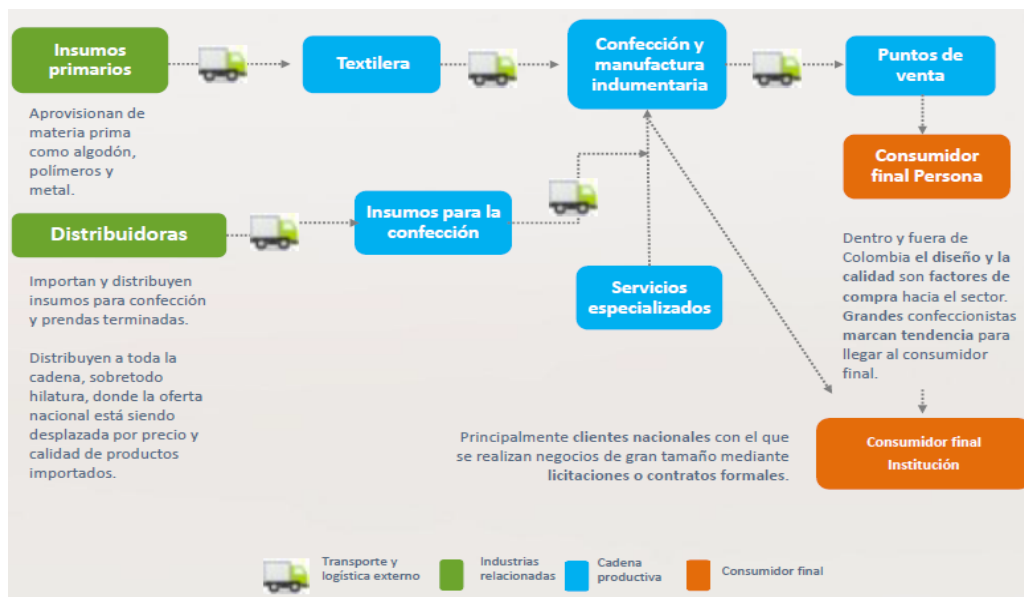 Insumos
primarios
Textilera
Confección y
manufactura
indumentaria
Puntos de
venta
Aprovisionan de
materia prima
como algodón,
polímeros y
metal.
Consumidor
final Persona
Distribuidoras
Insumos para la
confección
Importan y distribuyen
insumos para confección
y prendas terminadas.
Distribuyen a toda la
cadena, sobretodo
hilatura, donde la oferta
nacional está siendo
desplazada por precio y
calidad de productos
importados.
Servicios
especializados
Dentro y fuera de
Colombia el diseño y la
calidad son factores de
compra hacia el sector.
Grandes confeccionistas
marcan tendencia para
llegar al consumidor
final.
Principalmente clientes nacionales con el que
se realizan negocios de gran tamaño mediante
licitaciones o contratos formales.
Consumidor final
Institución
Transporte y
logística externo
Industrias
relacionadas
Cadena
productiva
Consumidor final